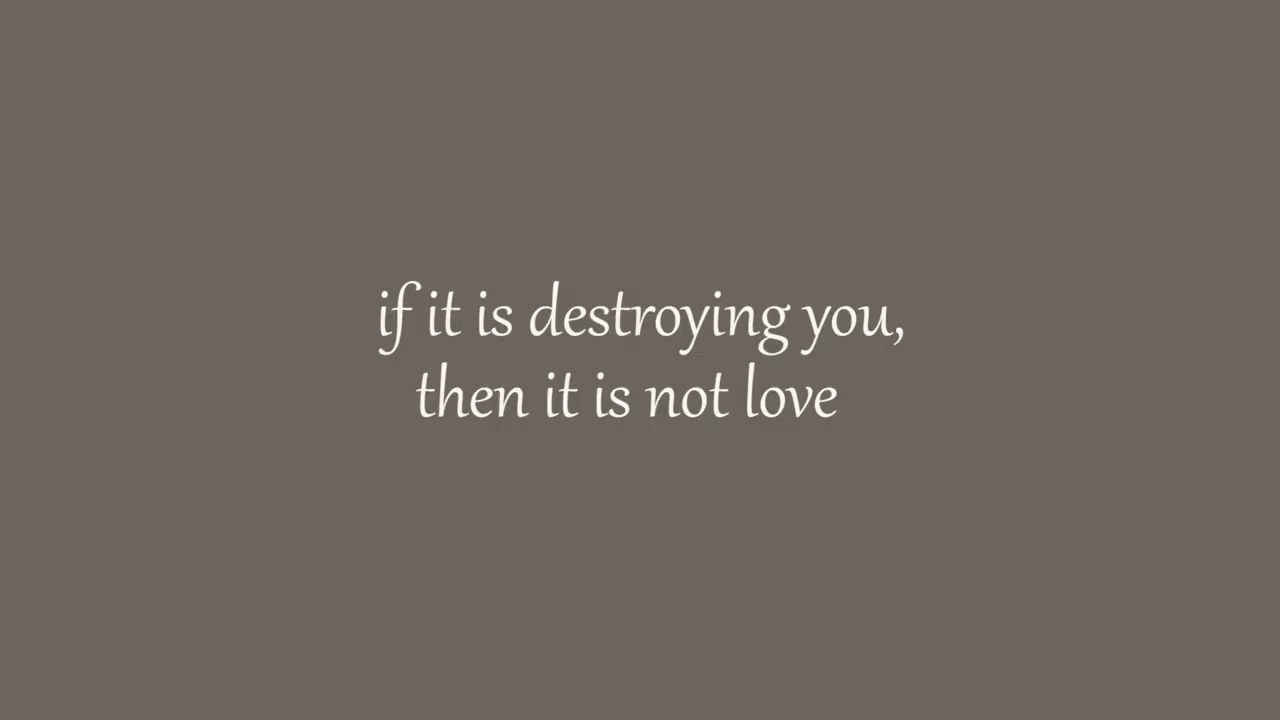 if it is destroying you,
then it is not love